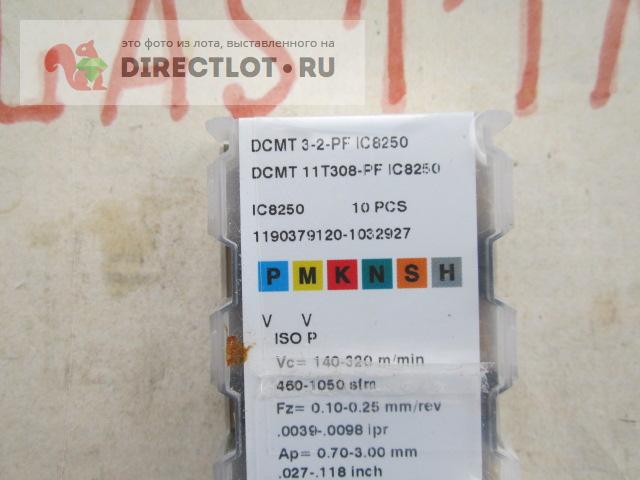 это фото из лота, выставленного на
DIRECTLOT.RU
DCMT 3-2-PF IC8250
DCMT 11T308-PF IC8250
IC8250 10 PCS
1190379120-1032927
P M K N S H
V V
ISO P
Vc= 140-320 m/min
460-1050 sfm
Fz= 0.10-0.25 mm/rev
.0039-.0098 ipr
Ap= 0.70-3.00 mm
.027-.118 inch